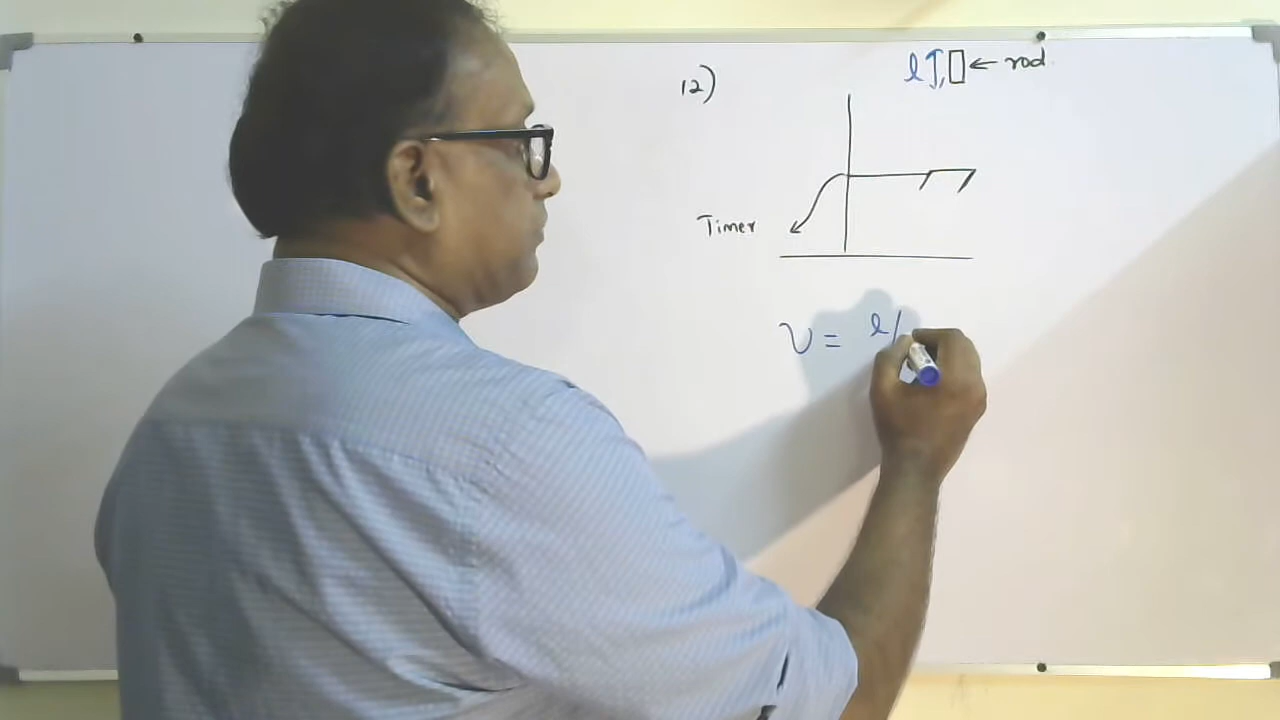 12)
l
rod
Timer
v = l/